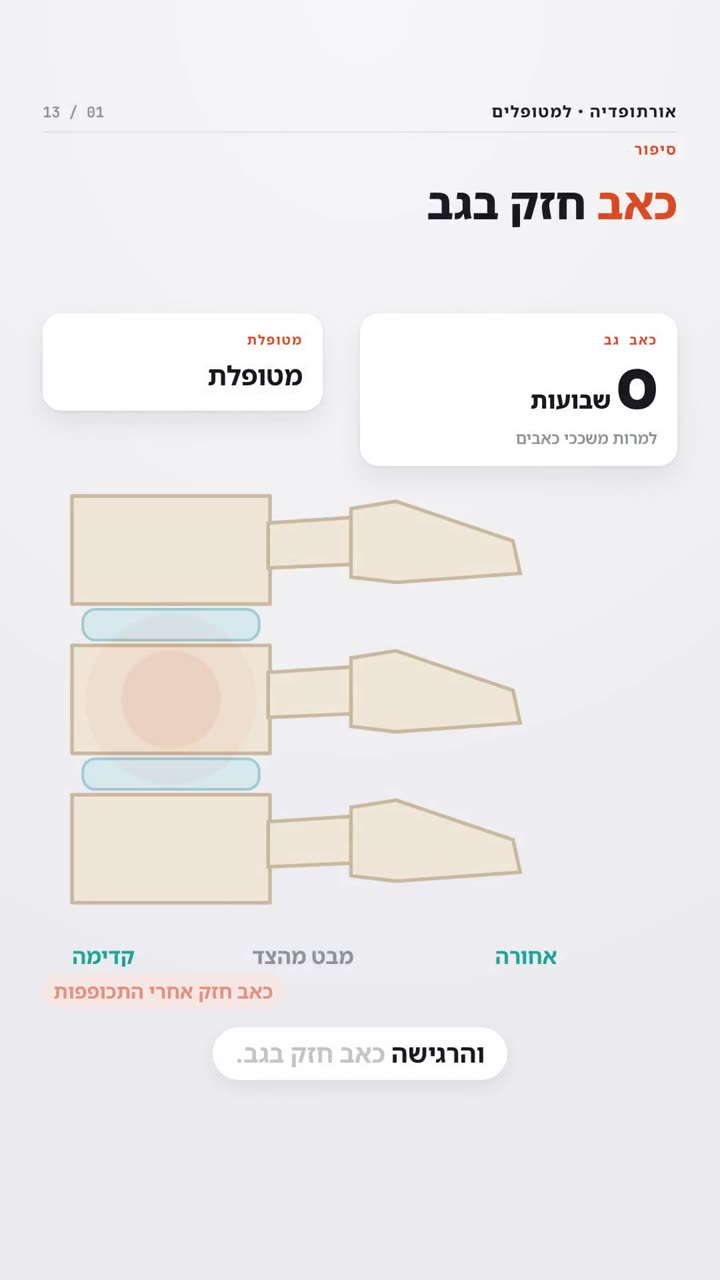 אורתופדיה • למטופלים
13 / 01
סיפור
כאב חזק בגב
כאב גב
0 שבועות
למרות משככי כאבים
מטופלת
מטופלת
אחורה
מבט מהצד
קדימה
כאב חזק אחרי התכופפות
והרגישה כאב חזק בגב.